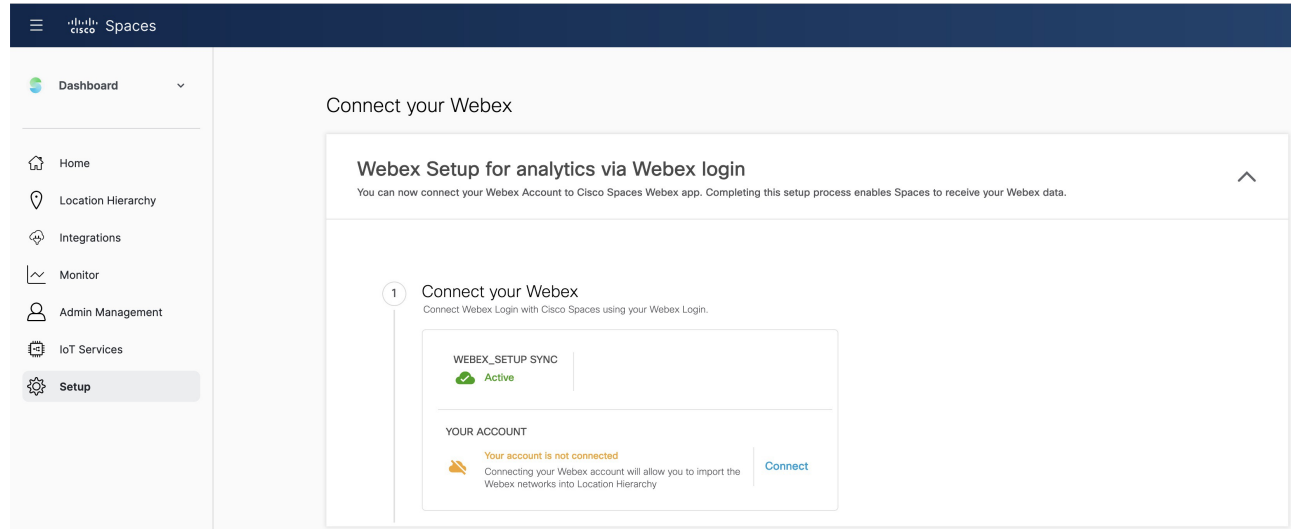 CISCO Spaces
Dashboard
Home
Location Hierarchy
Integrations
Monitor
Admin Management
IoT Services
Setup
Connect your Webex
Webex Setup for analytics via Webex login
You can now connect your Webex Account to Cisco Spaces Webex app. Completing this setup process enables Spaces to receive your Webex data.
1 Connect your Webex
Connect Webex Login with Cisco Spaces using your Webex Login.
WEBEX_SETUP SYNC
Active
YOUR ACCOUNT
Your account is not connected
Connecting your Webex account will allow you to import the
Webex networks into Location Hierarchy
Connect